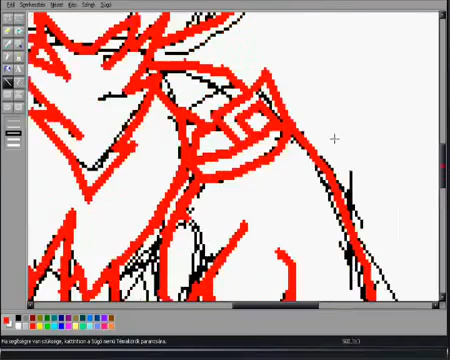 Fájl Szerkesztés Nézet Kép Színek Súgó
Ha segítségre van szüksége, kattintson a Súgó menü Témakörök parancsára.